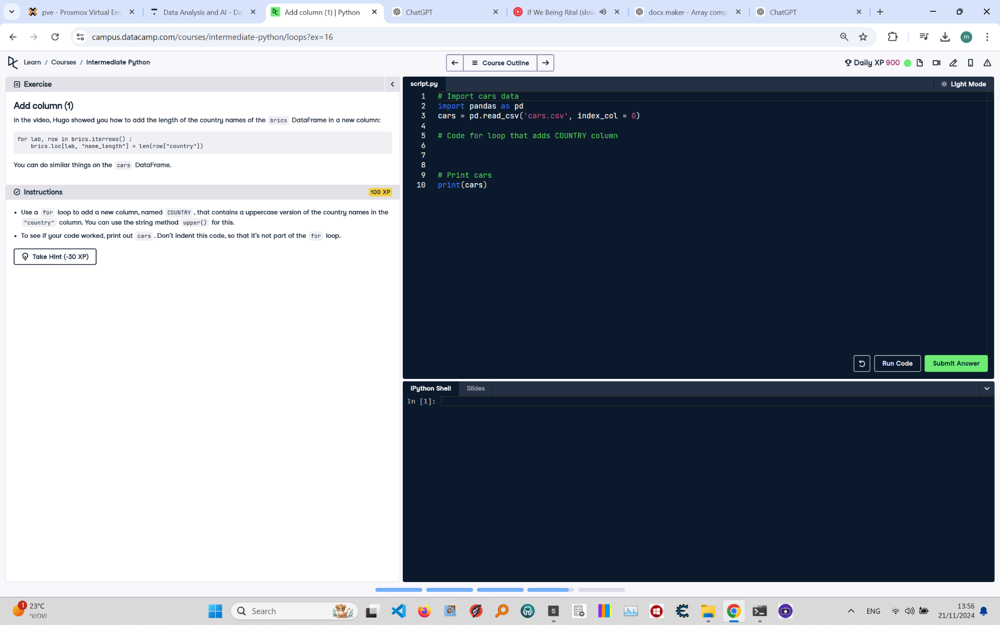 pve - Proxmox Virtual Env
Data Analysis and AI - Dat
Add column (1) | Python
ChatGPT
If We Being Rëal (slow
docx maker - Array comp
ChatGPT
campus.datacamp.com/courses/intermediate-python/loops?ex=16
m
Learn / Courses / Intermediate Python
Course Outline
Daily XP 900
Exercise
Add column (1)
In the video, Hugo showed you how to add the length of the country names of the brics DataFrame in a new column:
for lab, row in brics.iterrows() :
    brics.loc[lab, "name_length"] = len(row["country"])
You can do similar things on the cars DataFrame.
Instructions
100 XP
• Use a for loop to add a new column, named COUNTRY, that contains a uppercase version of the country names in the
"country" column. You can use the string method upper() for this.
• To see if your code worked, print out cars. Don't indent this code, so that it's not part of the for loop.
Take Hint (-30 XP)
script.py
Light Mode
1 # Import cars data
2 import pandas as pd
3 cars = pd.read_csv('cars.csv', index_col = 0)
4
5 # Code for loop that adds COUNTRY column
6
7
8
9 # Print cars
10 print(cars)
Run Code
Submit Answer
IPython Shell
Slides
In [1]:
1
23°C
שמשי
Search
S
ENG
13:56
21/11/2024